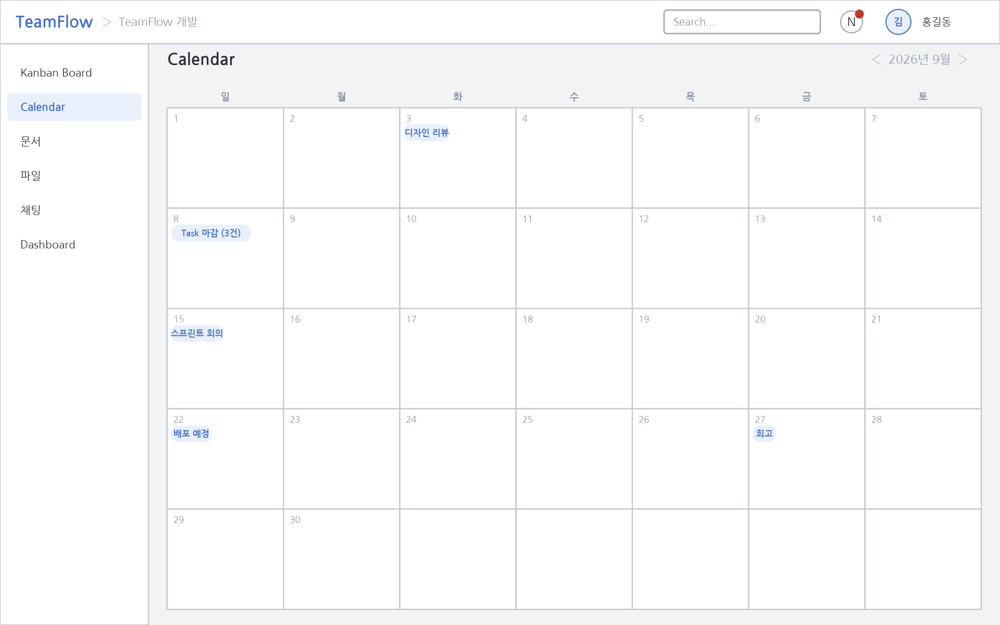 TeamFlow > TeamFlow 개발 Search... N 김 홍길동
Kanban Board
Calendar
문서
파일
채팅
Dashboard
Calendar < 2026년 9월 >
일 월 화 수 목 금 토
1 2 3 4 5 6 7
디자인 리뷰
8 9 10 11 12 13 14
Task 마감 (3건)
15 16 17 18 19 20 21
스프린트 회의
22 23 24 25 26 27 28
배포 예정 회고
29 30